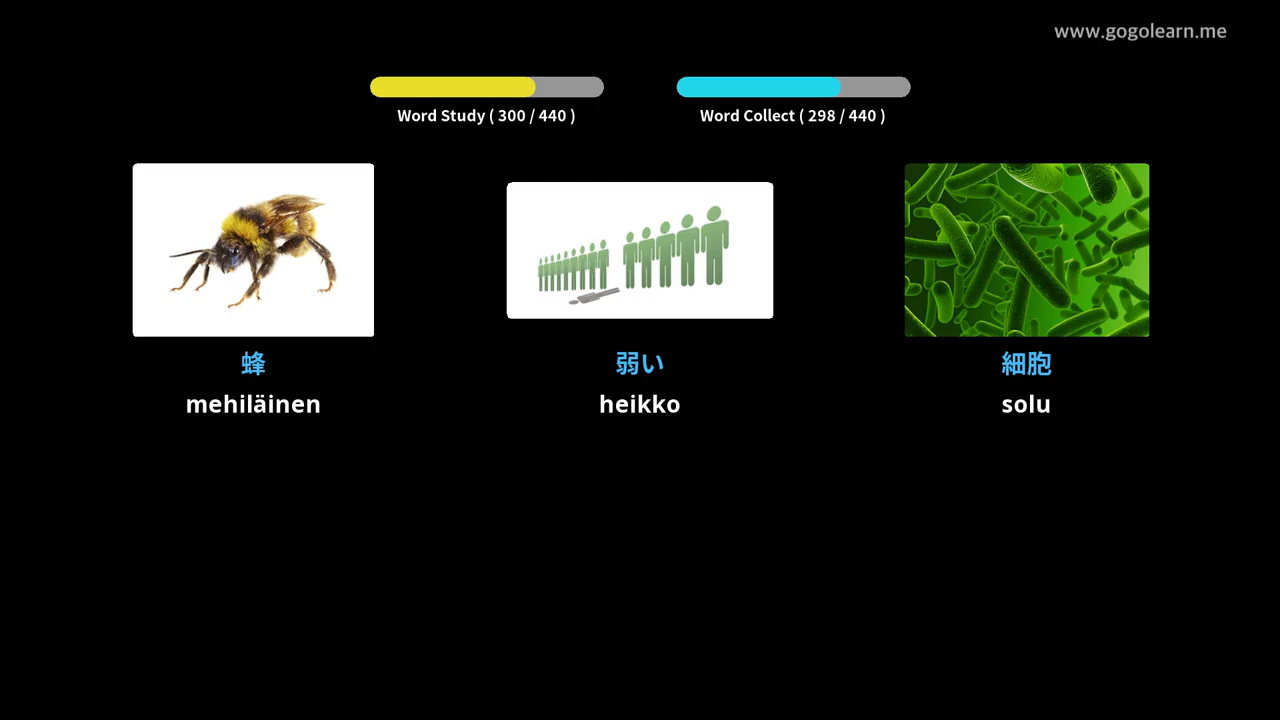 www.gogolearn.me
Word Study ( 300 / 440 )
Word Collect ( 298 / 440 )
蜂
mehiläinen
弱い
heikko
細胞
solu